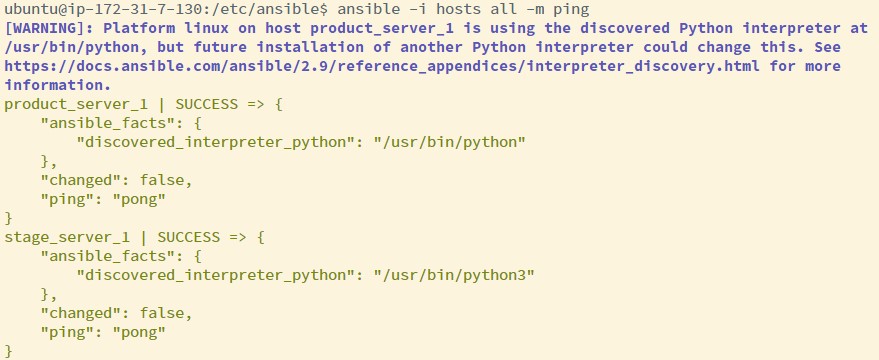 ubuntu@ip-172-31-7-130:/etc/ansible$ ansible -i hosts all -m ping
[WARNING]: Platform linux on host product_server_1 is using the discovered Python interpreter at
/usr/bin/python, but future installation of another Python interpreter could change this. See
https://docs.ansible.com/ansible/2.9/reference_appendices/interpreter_discovery.html for more
information.
product_server_1 | SUCCESS => {
    "ansible_facts": {
        "discovered_interpreter_python": "/usr/bin/python"
    },
    "changed": false,
    "ping": "pong"
}
stage_server_1 | SUCCESS => {
    "ansible_facts": {
        "discovered_interpreter_python": "/usr/bin/python3"
    },
    "changed": false,
    "ping": "pong"
}